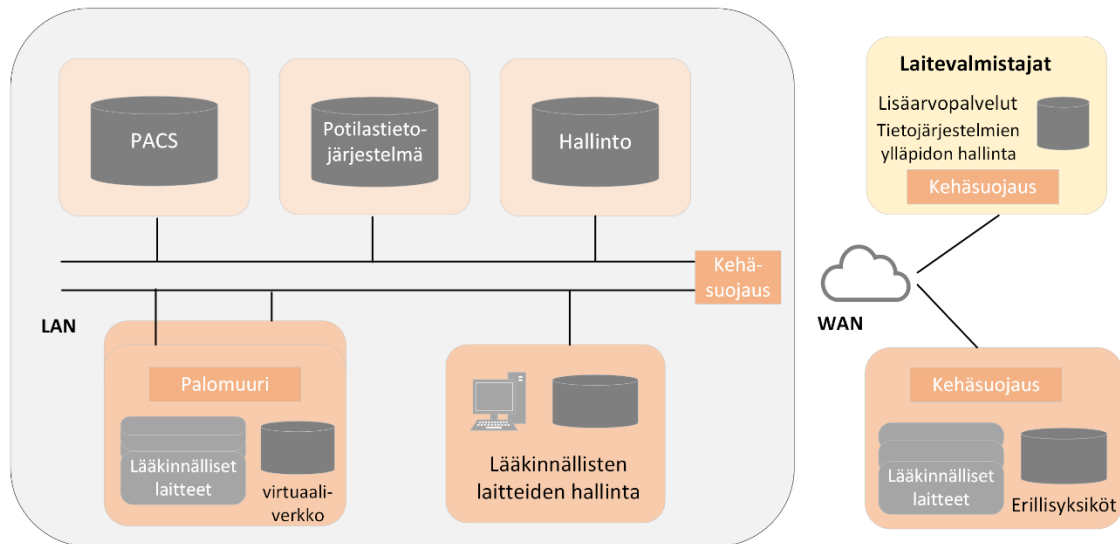 PACS
Potilastieto-
järjestelmä
Hallinto
Kehä-
suojaus
LAN
Palomuuri
Lääkinnälliset
laitteet
virtuaali-
verkko
Lääkinnällisten
laitteiden hallinta
Laitevalmistajat
Lisäarvopalvelut
Tietojärjestelmien
ylläpidon hallinta
Kehäsuojaus
WAN
Kehäsuojaus
Lääkinnälliset
laitteet
Erillisyksiköt